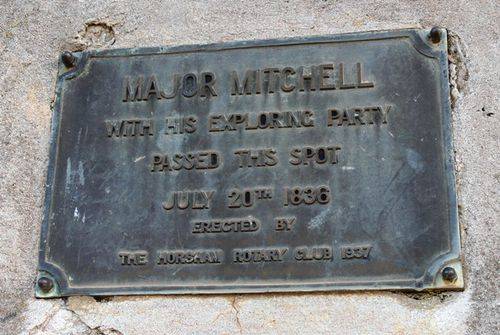 MAJOR MITCHELL
WITH HIS EXPLORING PARTY
PASSED THIS SPOT
JULY 20TH 1836
ERECTED BY
THE HORSHAM ROTARY CLUB 1937